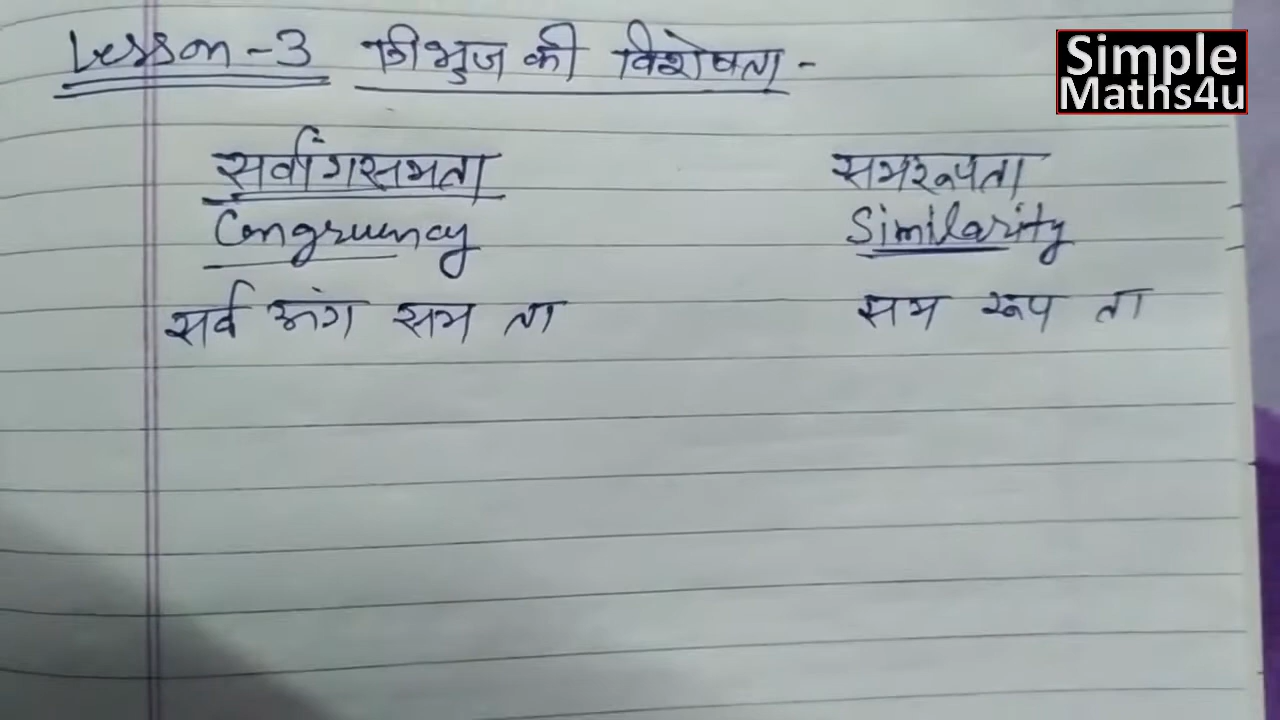 Lesson-3 त्रीभुज की विशेषता -
Simple
Maths4u
सर्वांगसमता
समरूपता
Congruency
Similarity
सर्व अंग सम ता
सम रूप ता